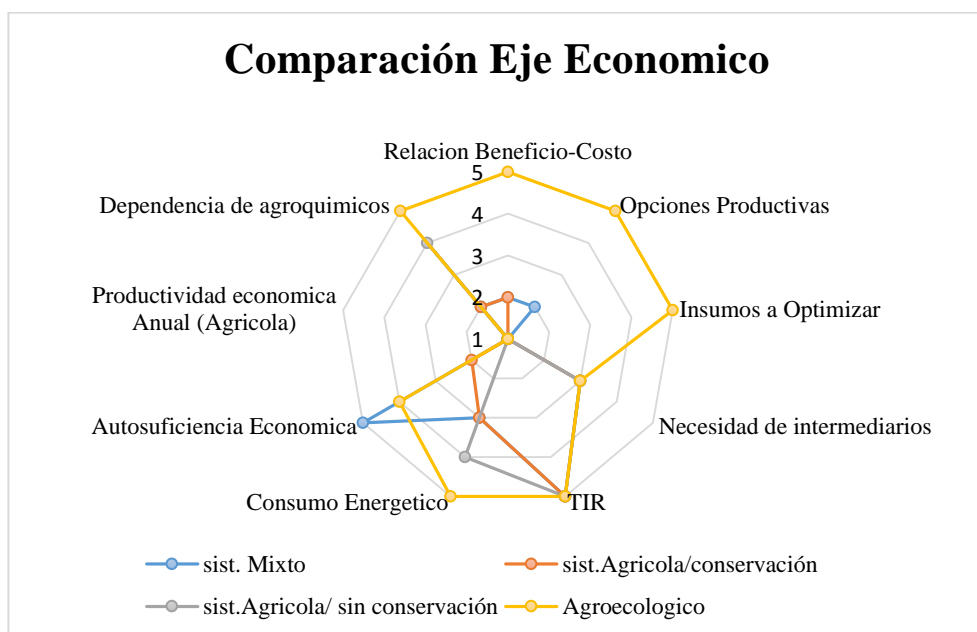 Comparación Eje Economico
Relacion Beneficio-Costo
5
Dependencia de agroquimicos
Opciones Productivas
4
3
Productividad economica
Anual (Agricola)
2
Insumos a Optimizar
1
Autosuficiencia Economica
Necesidad de intermediarios
Consumo Energetico
TIR
sist. Mixto
sist.Agricola/conservación
sist.Agricola/ sin conservación
Agroecologico